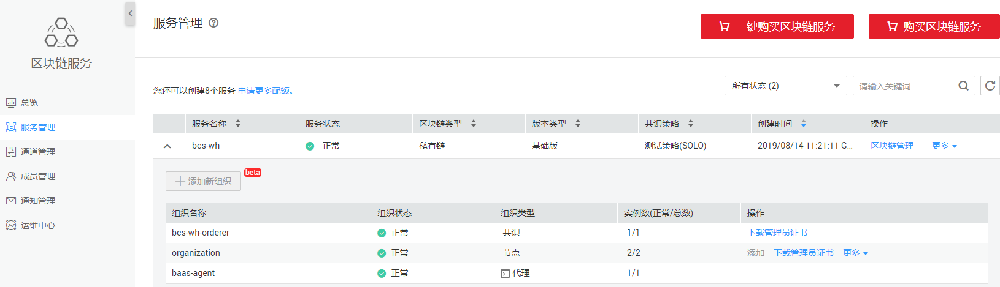 区块链服务
总览
服务管理
通道管理
成员管理
通知管理
运维中心
服务管理
一键购买区块链服务 购买区块链服务
您还可以创建8个服务 申请更多配额。
所有状态 (2) 请输入关键词
服务名称 服务状态 区块链类型 版本类型 共识策略 创建时间 操作
bcs-wh 正常 私有链 基础版 测试策略(SOLO) 2019/08/14 11:21:11 G... 区块链管理 更多
添加新组织 beta
组织名称 组织状态 组织类型 实例数(正常/总数) 操作
bcs-wh-orderer 正常 共识 1/1 下载管理员证书
organization 正常 节点 2/2 添加 下载管理员证书 更多
baas-agent 正常 代理 1/1